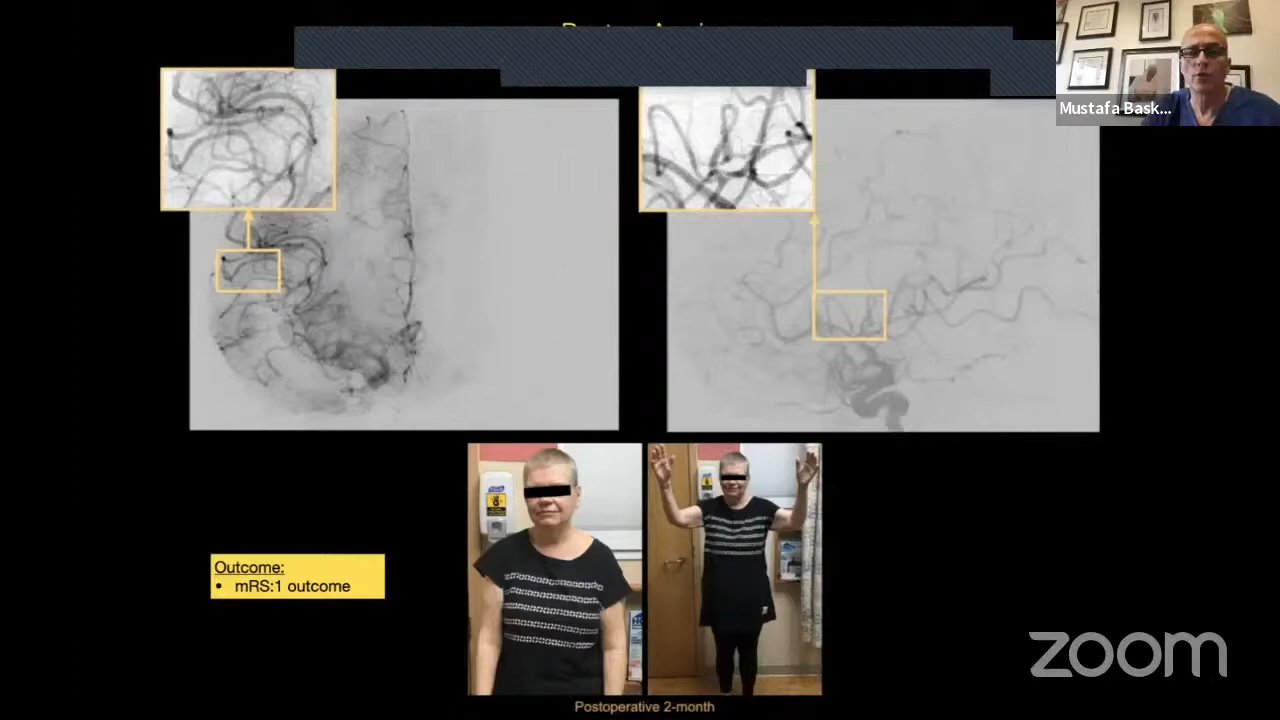 Mustafa Bask...
Outcome:
• mRS:1 outcome
Postoperative 2-month
zoom